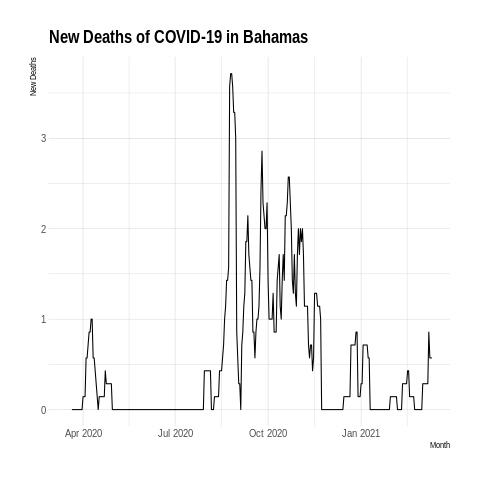 New Deaths of COVID-19 in Bahamas
New Deaths
3
2
1
0
Apr 2020 Jul 2020 Oct 2020 Jan 2021
Month